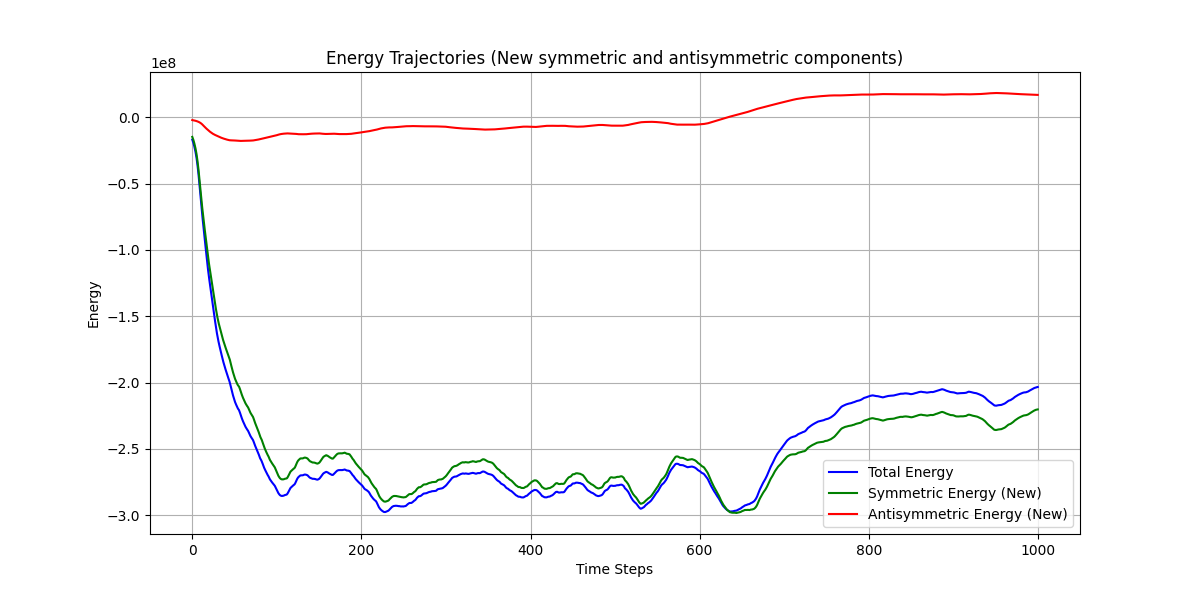 Energy Trajectories (New symmetric and antisymmetric components)
1e8
0.0
−0.5
−1.0
−1.5
−2.0
−2.5
−3.0
Energy
0 200 400 600 800 1000
Time Steps
Total Energy
Symmetric Energy (New)
Antisymmetric Energy (New)